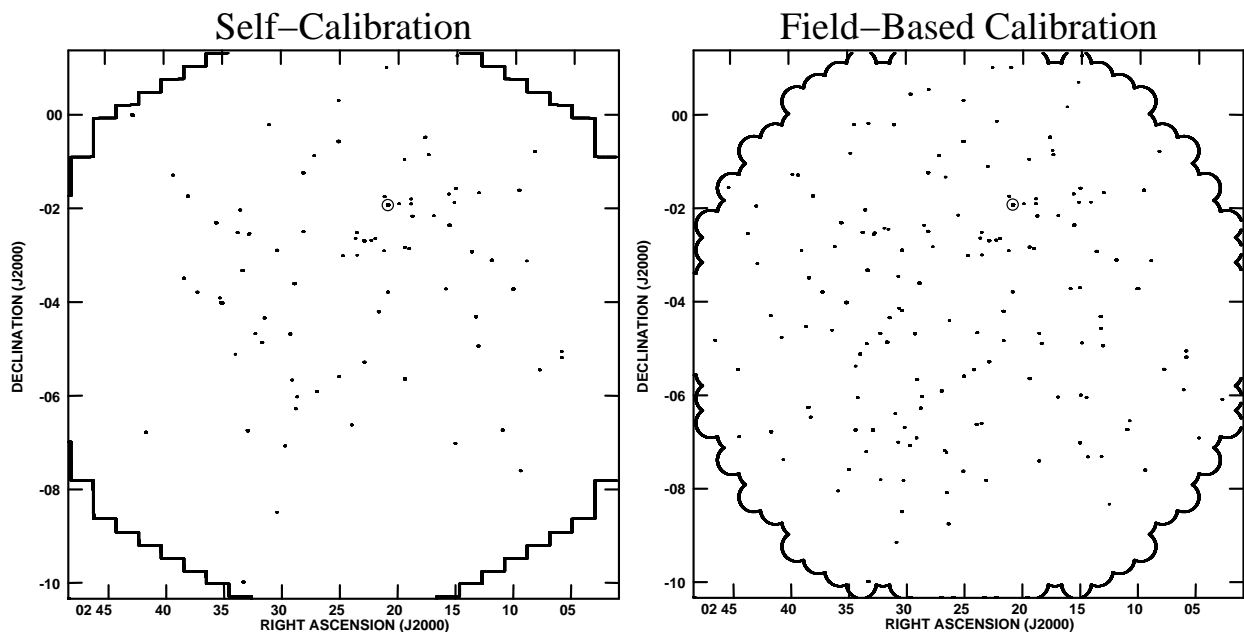 Self–Calibration
Field–Based Calibration
00
-02
-04
-06
-08
-10
DECLINATION (J2000)
02 45 40 35 30 25 20 15 10 05
RIGHT ASCENSION (J2000)
00
-02
-04
-06
-08
-10
DECLINATION (J2000)
02 45 40 35 30 25 20 15 10 05
RIGHT ASCENSION (J2000)